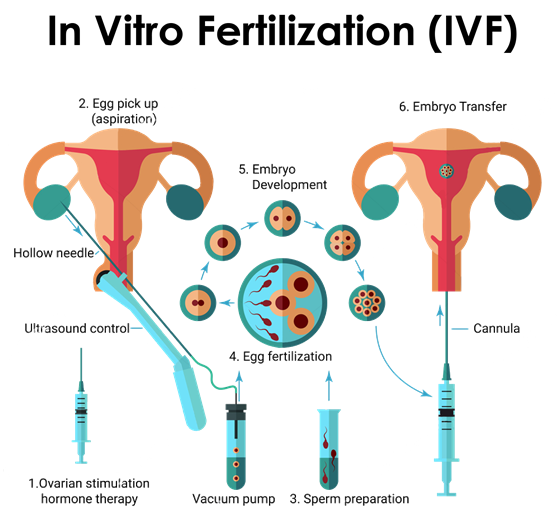 In Vitro Fertilization (IVF)
2. Egg pick up
(aspiration)
6. Embryo Transfer
5. Embryo
Development
Hollow needle
Ultrasound control
Cannula
4. Egg fertilization
1.Ovarian stimulation
hormone therapy
Vacuum pump
3. Sperm preparation